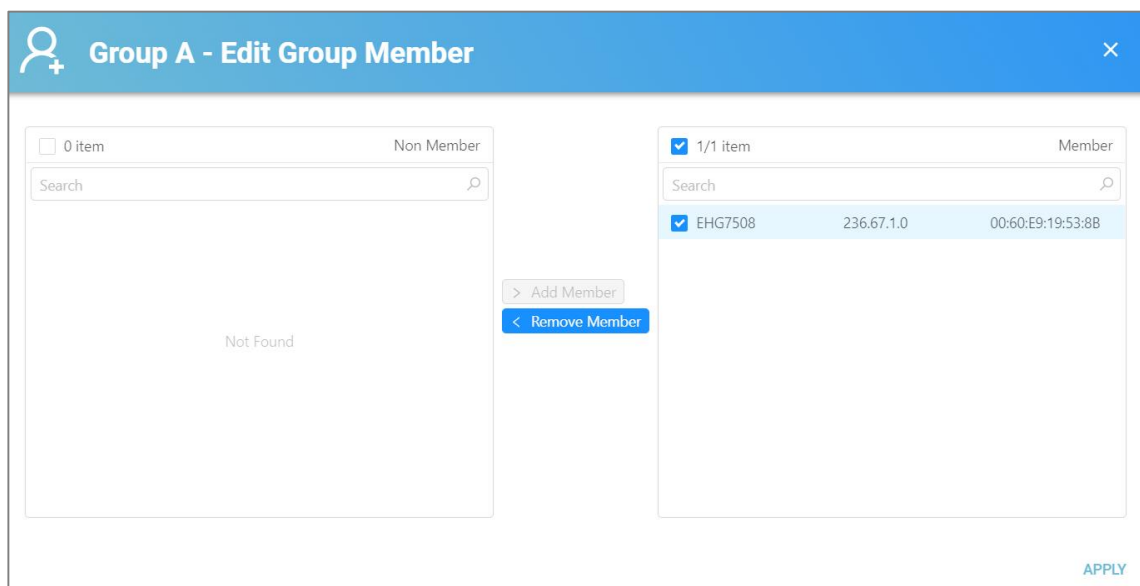 Group A - Edit Group Member
0 item Non Member
Search
Not Found
> Add Member
< Remove Member
1/1 item Member
Search
EHG7508 236.67.1.0 00:60:E9:19:53:8B
APPLY